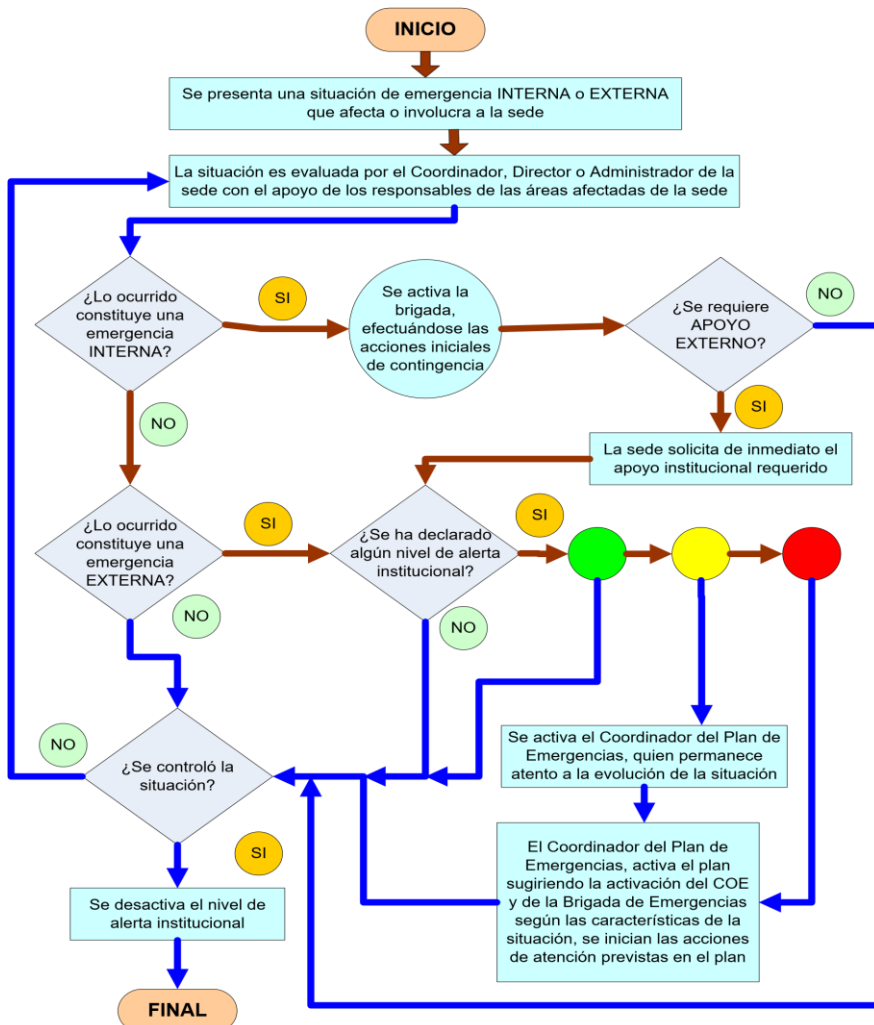 INICIO
Se presenta una situación de emergencia INTERNA o EXTERNA
que afecta o involucra a la sede
La situación es evaluada por el Coordinador, Director o Administrador de la
sede con el apoyo de los responsables de las áreas afectadas de la sede
¿Lo ocurrido
constituye una
emergencia
INTERNA?
SI
Se activa la
brigada,
efectuándose las
acciones iniciales
de contingencia
¿Se requiere
APOYO
EXTERNO?
NO
SI
NO
La sede solicita de inmediato el
apoyo institucional requerido
¿Lo ocurrido
constituye una
emergencia
EXTERNA?
SI
¿Se ha declarado
algún nivel de alerta
institucional?
SI
NO
NO
NO
¿Se controló la
situación?
Se activa el Coordinador del Plan de
Emergencias, quien permanece
atento a la evolución de la situación
SI
El Coordinador del Plan de
Emergencias, activa el plan
sugiriendo la activación del COE
y de la Brigada de Emergencias
según las características de la
situación, se inician las acciones
de atención previstas en el plan
Se desactiva el nivel de
alerta institucional
FINAL